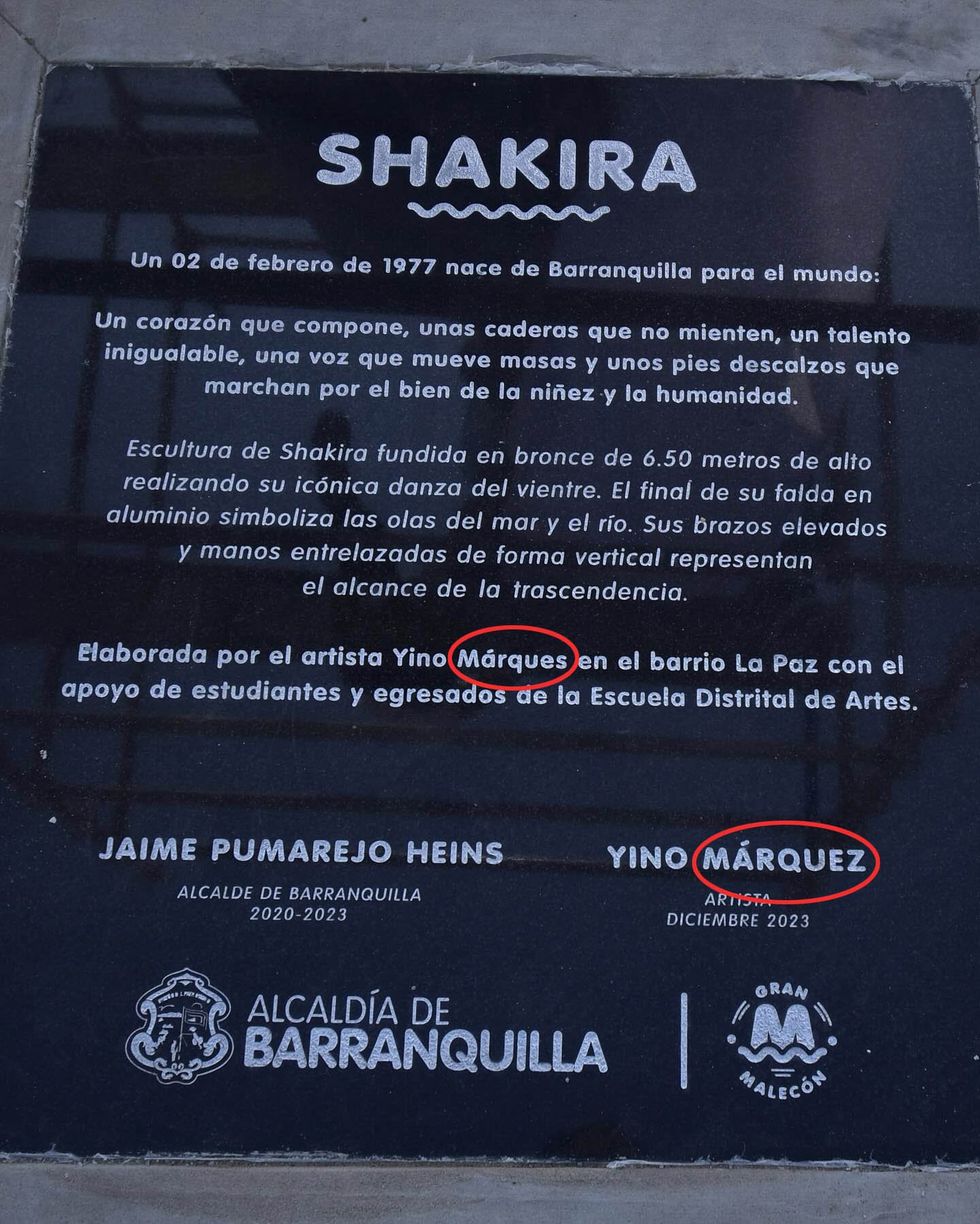 SHAKIRA
Un 02 de febrero de 1977 nace de Barranquilla para el mundo:
Un corazón que compone, unas caderas que no mienten, un talento
inigualable, una voz que mueve masas y unos pies descalzos que
marchan por el bien de la niñez y la humanidad.
Escultura de Shakira fundida en bronce de 6.50 metros de alto
realizando su icónica danza del vientre. El final de su falda en
aluminio simboliza las olas del mar y el río. Sus brazos elevados
y manos entrelazadas de forma vertical representan
el alcance de la trascendencia.
Elaborada por el artista Yino Márques en el barrio La Paz con el
apoyo de estudiantes y egresados de la Escuela Distrital de Artes.
JAIME PUMAREJO HEINS
ALCALDE DE BARRANQUILLA
2020-2023
YINO MÁRQUEZ
ARTISTA
DICIEMBRE 2023
ALCALDÍA DE
BARRANQUILLA
GRAN
M
MALECÓN